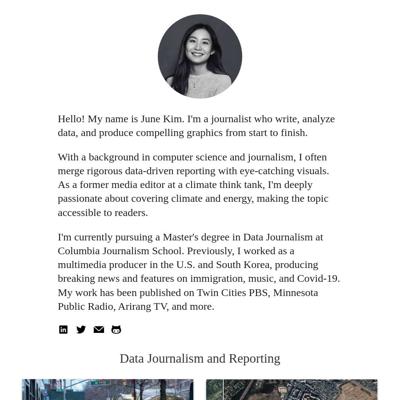 Hello! My name is June Kim. I'm a journalist who write, analyze
data, and produce compelling graphics from start to finish.
With a background in computer science and journalism, I often
merge rigorous data-driven reporting with eye-catching visuals.
As a former media editor at a climate think tank, I'm deeply
passionate about covering climate and energy, making the topic
accessible to readers.
I'm currently pursuing a Master's degree in Data Journalism at
Columbia Journalism School. Previously, I worked as a
multimedia producer in the U.S. and South Korea, producing
breaking news and features on immigration, music, and Covid-19.
My work has been published on Twin Cities PBS, Minnesota
Public Radio, Arirang TV, and more.
Data Journalism and Reporting